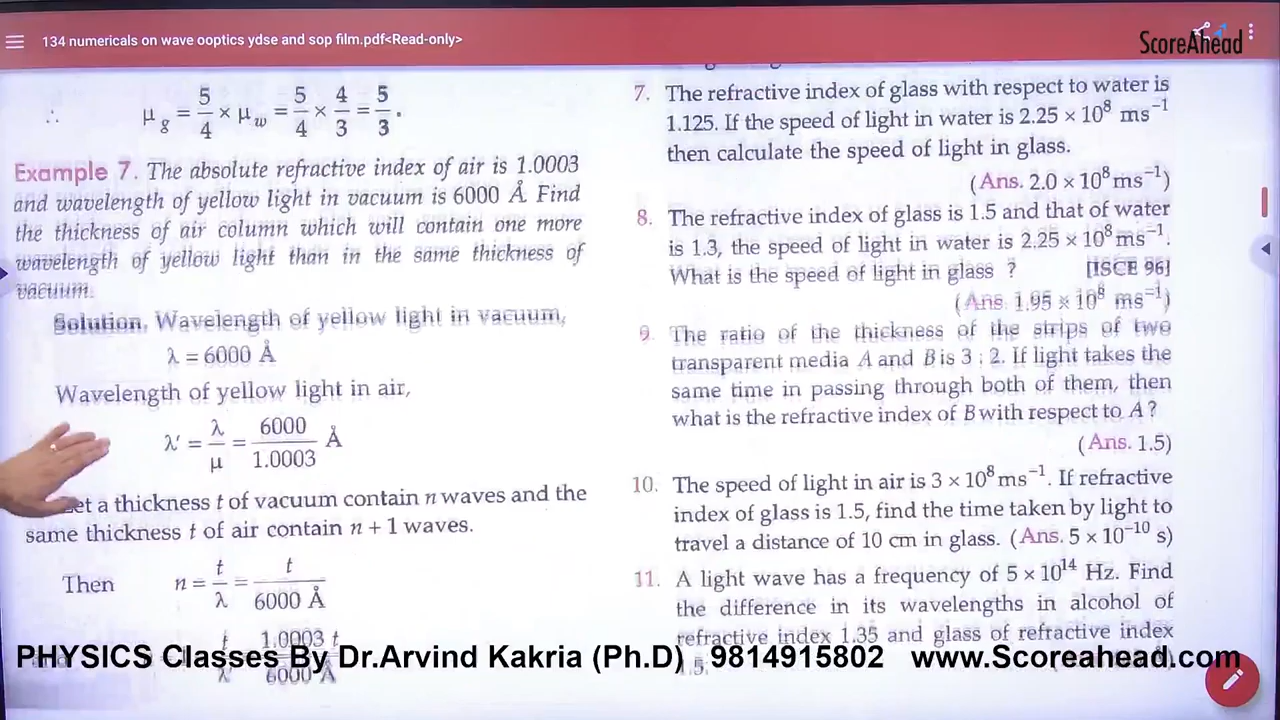 134 numericals on wave ooptics ydse and sop film.pdf<Read-only>
ScoreAhead
∴ μg = 5/4 × μw = 5/4 × 4/3 = 5/3.
Example 7. The absolute refractive index of air is 1.0003
and wavelength of yellow light in vacuum is 6000 Å. Find
the thickness of air column which will contain one more
wavelength of yellow light than in the same thickness of
vacuum.
Solution. Wavelength of yellow light in vacuum,
λ = 6000 Å
Wavelength of yellow light in air,
λ′ = λ/μ = 6000/1.0003 Å
Let a thickness t of vacuum contain n waves and the
same thickness t of air contain n + 1 waves.
Then n = t/λ = t/6000 Å
t/λ′ 1.0003 t/6000 Å
7. The refractive index of glass with respect to water is
1.125. If the speed of light in water is 2.25 × 10⁸ ms⁻¹
then calculate the speed of light in glass.
(Ans. 2.0 × 10⁸ ms⁻¹)
8. The refractive index of glass is 1.5 and that of water
is 1.3, the speed of light in water is 2.25 × 10⁸ ms⁻¹.
What is the speed of light in glass ? [ISCE 96]
(Ans. 1.95 × 10⁸ ms⁻¹)
9. The ratio of the thickness of the strips of two
transparent media A and B is 3 : 2. If light takes the
same time in passing through both of them, then
what is the refractive index of B with respect to A?
(Ans. 1.5)
10. The speed of light in air is 3 × 10⁸ ms⁻¹. If refractive
index of glass is 1.5, find the time taken by light to
travel a distance of 10 cm in glass. (Ans. 5 × 10⁻¹⁰ s)
11. A light wave has a frequency of 5 × 10¹⁴ Hz. Find
the difference in its wavelengths in alcohol of
refractive index 1.35 and glass of refractive index
1.5.
PHYSICS Classes By Dr.Arvind Kakria (Ph.D) 9814915802 www.Scoreahead.com